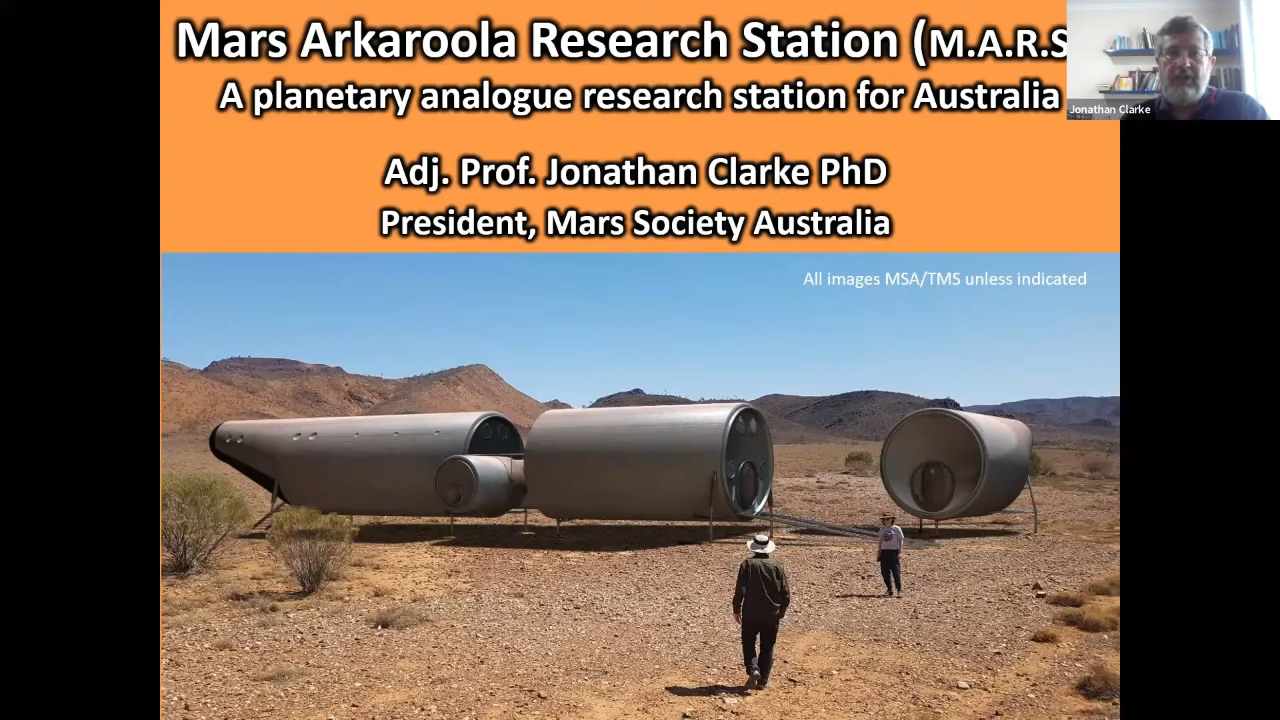 Mars Arkaroola Research Station (M.A.R.S
A planetary analogue research station for Australia
Jonathan Clarke
Adj. Prof. Jonathan Clarke PhD
President, Mars Society Australia
All images MSA/TMS unless indicated